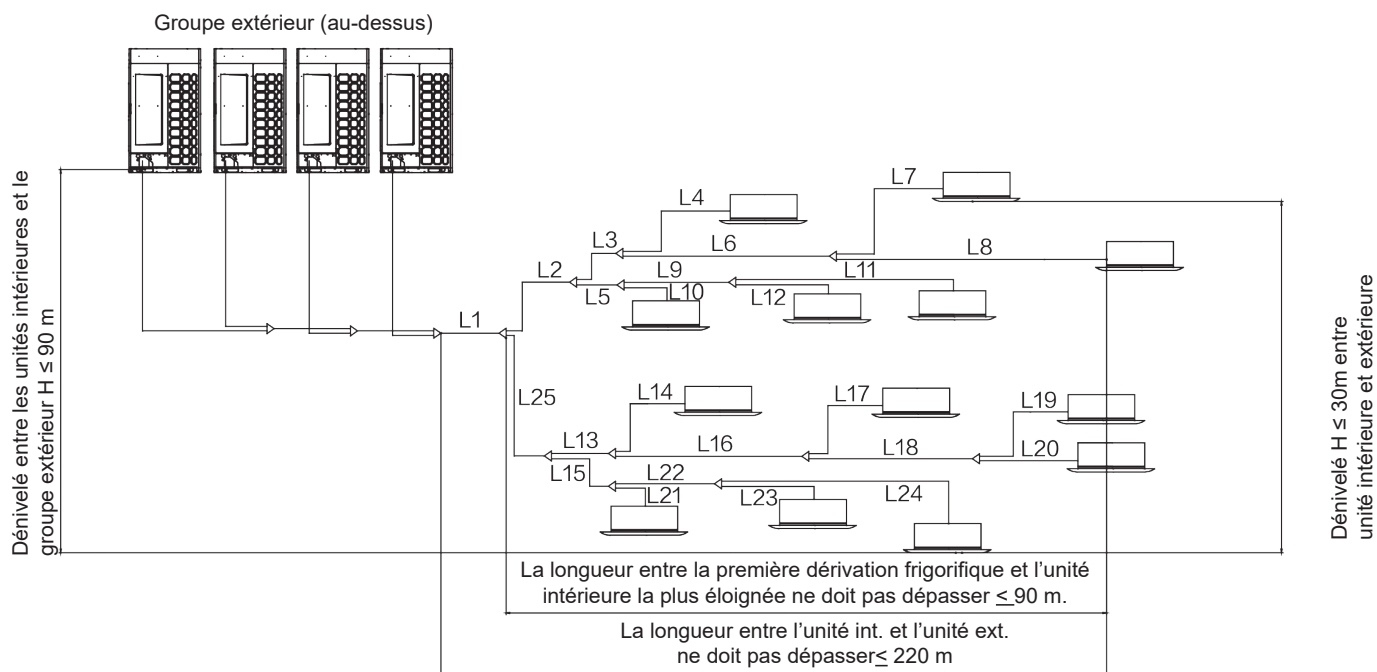 Groupe extérieur (au-dessus)
Dénivelé entre les unités intérieures et le
groupe extérieur H ≤ 90 m
L7
L4
L3
L6
L8
L2
L9
L11
L5
L10
L12
L1
L25
L14
L17
L19
L13
L16
L18
L20
L15
L22
L21
L23
L24
Dénivelé H ≤ 30m entre
unité intérieure et extérieure
La longueur entre la première dérivation frigorifique et l'unité
intérieure la plus éloignée ne doit pas dépasser ≤ 90 m.
La longueur entre l'unité int. et l'unité ext.
ne doit pas dépasser≤ 220 m